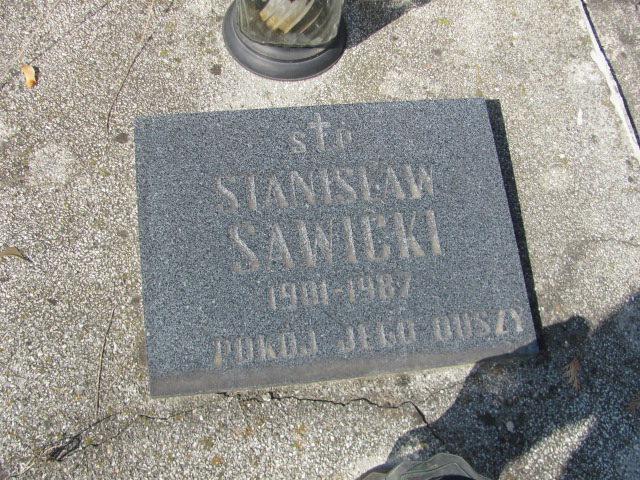 Ś † P
STANISŁAW
SAWICKI
1901-1987
POKÓJ JEGO DUSZY